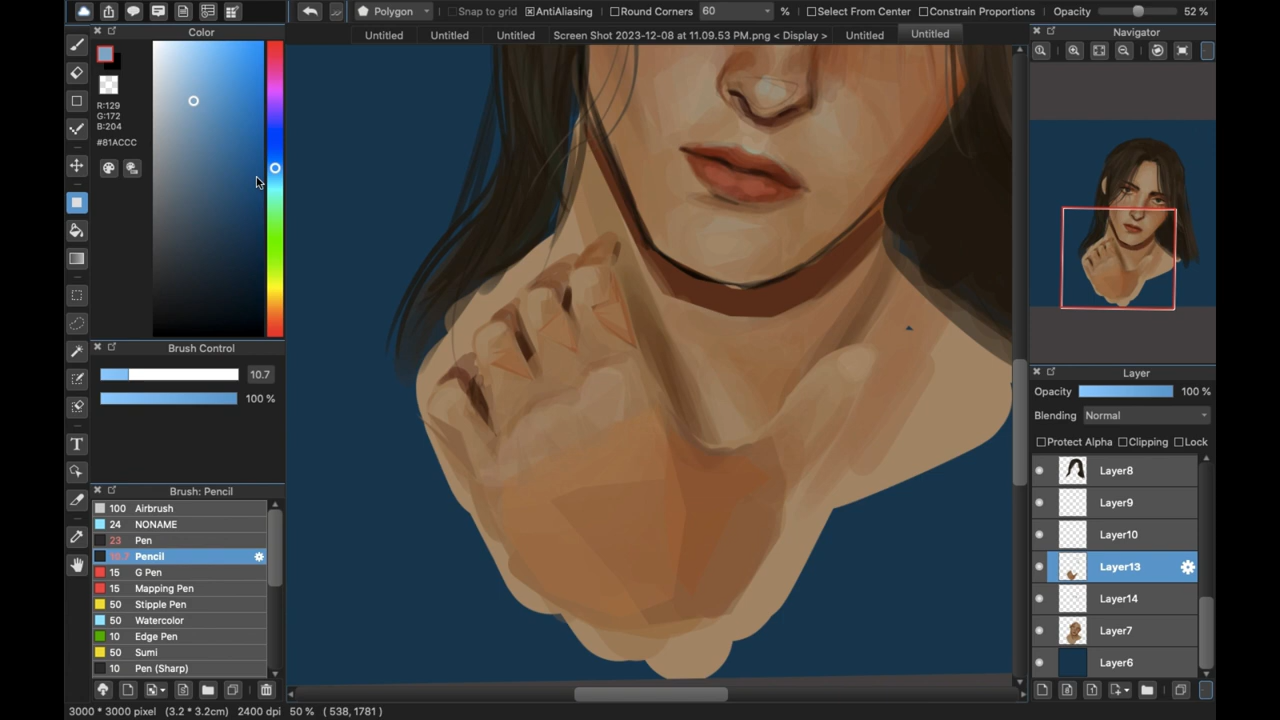 Polygon Snap to grid AntiAliasing Round Corners 60 % Select From Center Constrain Proportions Opacity 52 %
Untitled Untitled Untitled Screen Shot 2023-12-08 at 11.09.53 PM.png < Display > Untitled Untitled
Color
R:129
G:172
B:204
#81ACCC
Brush Control
10.7
100 %
Brush: Pencil
100 Airbrush
24 NONAME
23 Pen
10.7 Pencil
15 G Pen
15 Mapping Pen
50 Stipple Pen
50 Watercolor
10 Edge Pen
50 Sumi
10 Pen (Sharp)
Navigator
Layer
Opacity 100 %
Blending Normal
Protect Alpha Clipping Lock
Layer8
Layer9
Layer10
Layer13
Layer14
Layer7
Layer6
3000 * 3000 pixel (3.2 * 3.2cm) 2400 dpi 50 % ( 538, 1781 )